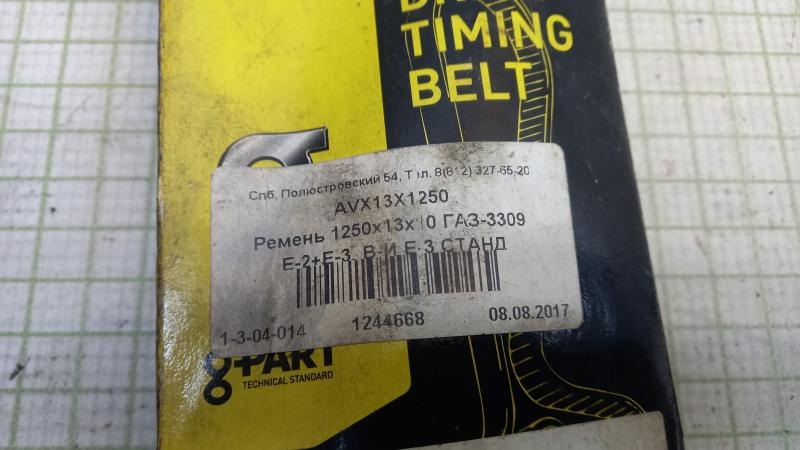 TIMING
BELT
Спб, Полюстровский 54, Тел. 8(812) 327-65-20
AVX13X1250
Ремень 1250х13х10 ГАЗ-3309
Е-2+Е-3, В И Е-3 СТАНД
1-3-04-014 1244668 08.08.2017
PART
TECHNICAL STANDARD